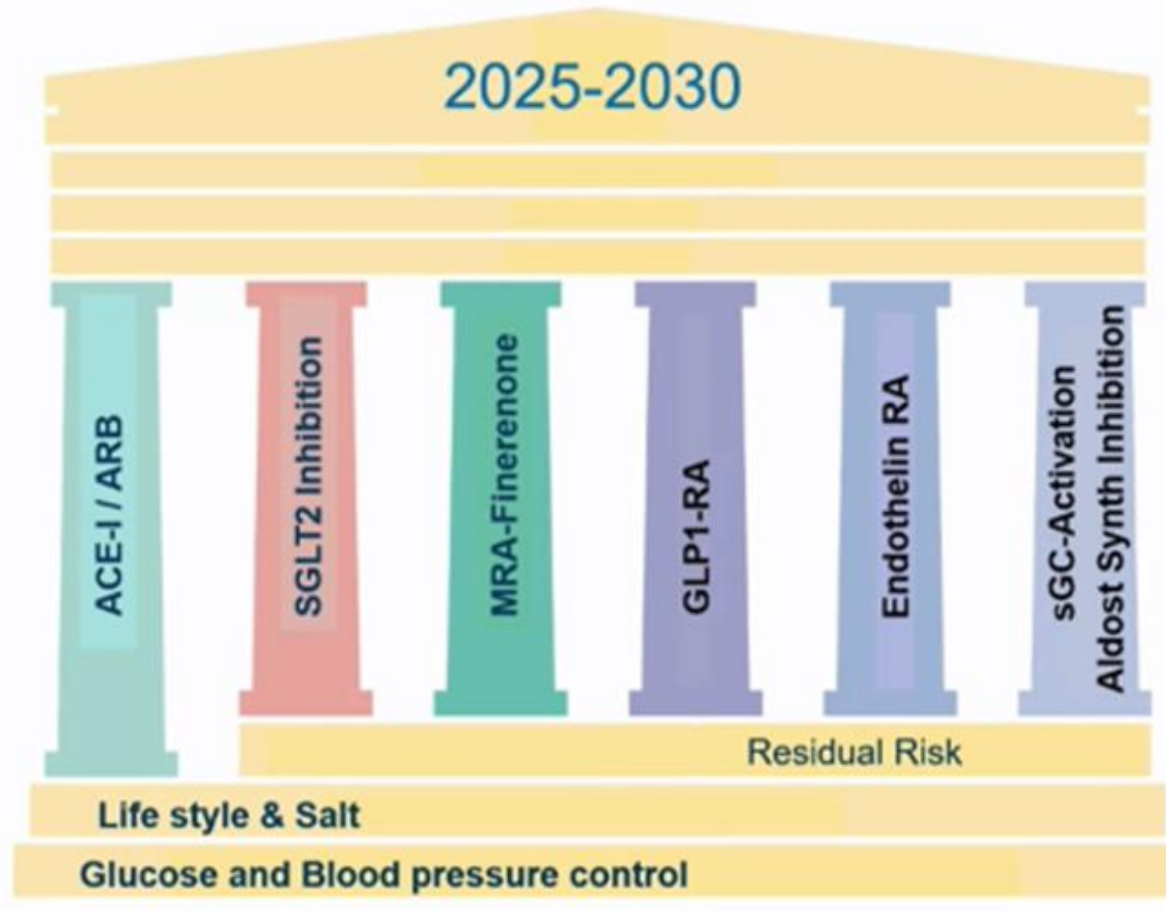 2025-2030
ACE-I / ARB
SGLT2 Inhibition
MRA-Finerenone
GLP1-RA
Endothelin RA
sGC-Activation
Aldost Synth Inhibition
Residual Risk
Life style & Salt
Glucose and Blood pressure control